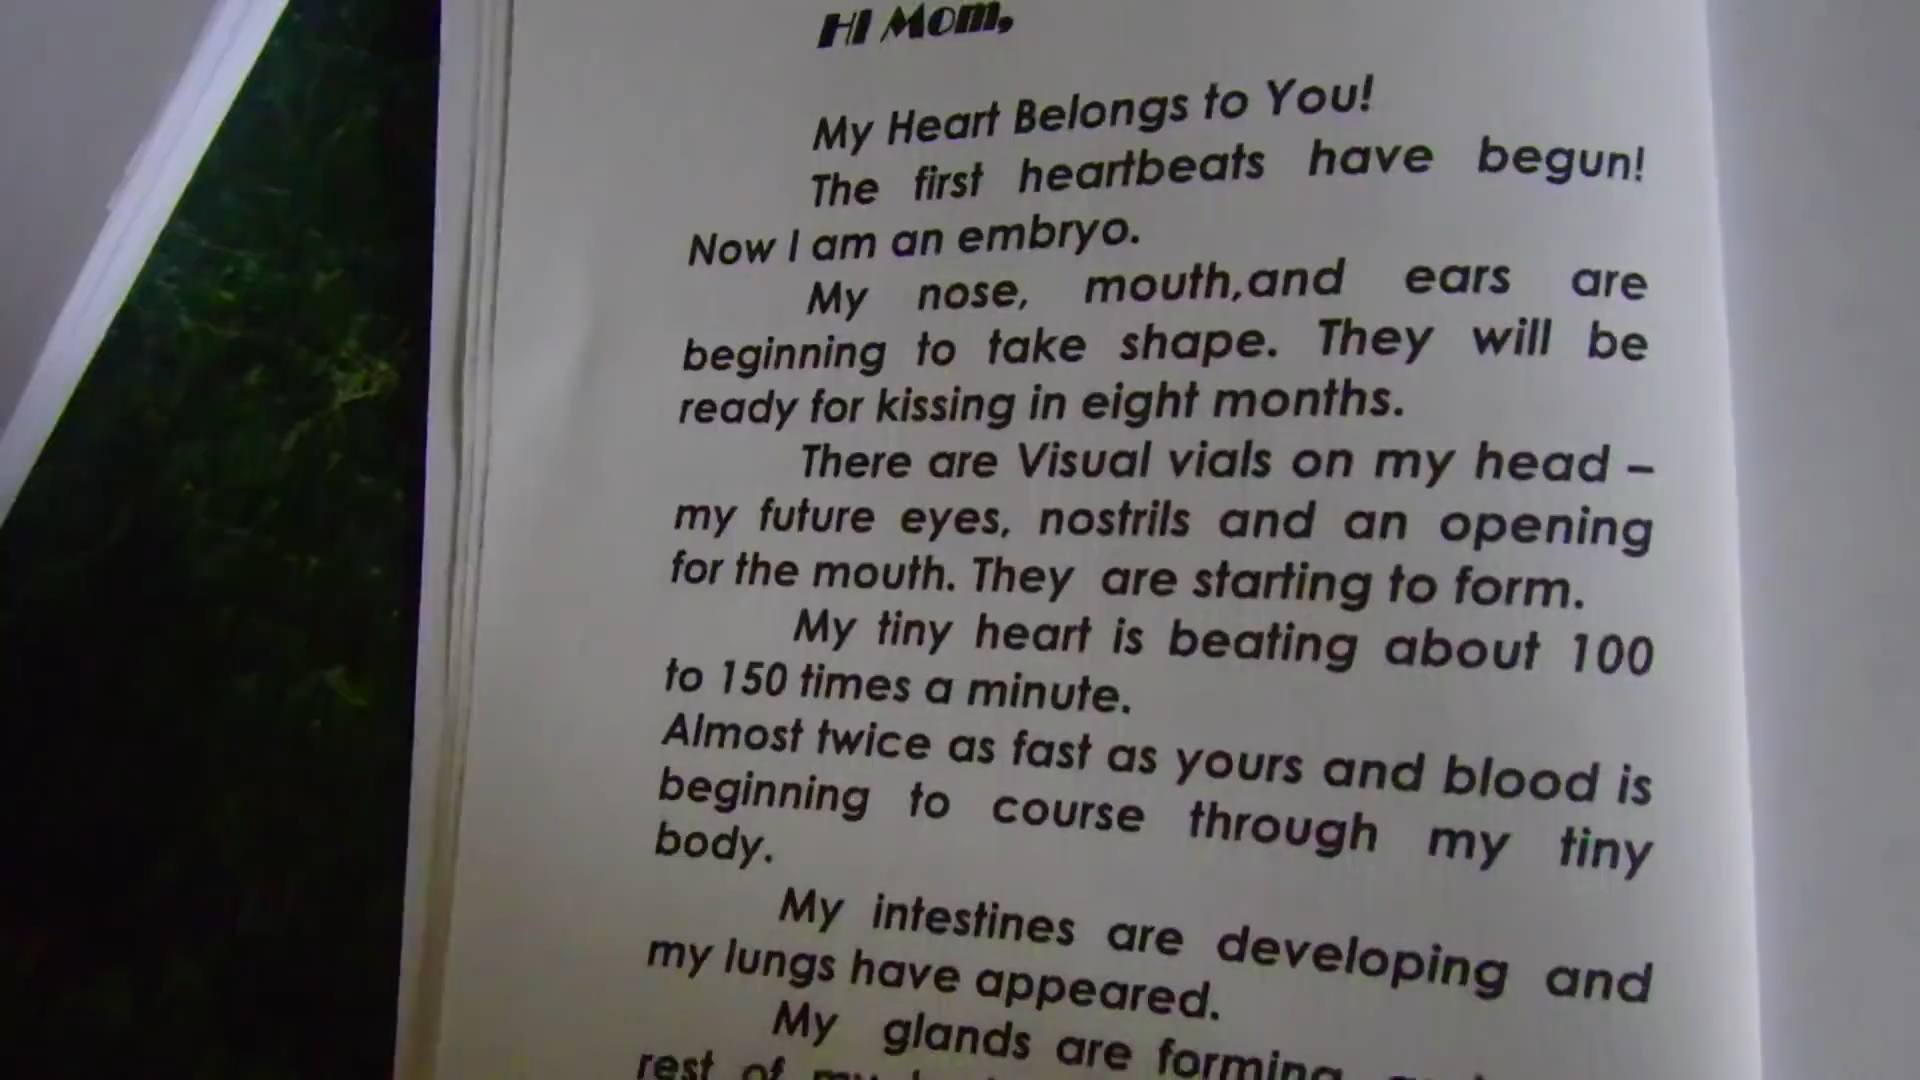 Hi Mom,
My Heart Belongs to You!
The first heartbeats have begun!
Now I am an embryo.
My nose, mouth,and ears are
beginning to take shape. They will be
ready for kissing in eight months.
There are Visual vials on my head –
my future eyes, nostrils and an opening
for the mouth. They are starting to form.
My tiny heart is beating about 100
to 150 times a minute.
Almost twice as fast as yours and blood is
beginning to course through my tiny
body.
My intestines are developing and
my lungs have appeared.
My glands are forming
rest of my